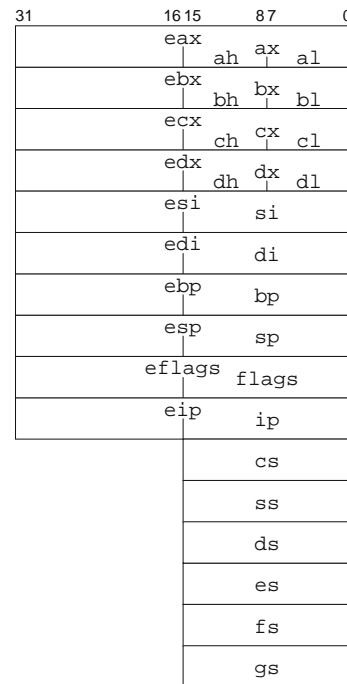 31 16 15 8 7 0
eax
ah ax al
ebx
bh bx bl
ecx
ch cx cl
edx
dh dx dl
esi
si
edi
di
ebp
bp
esp
sp
eflags
flags
eip
ip
cs
ss
ds
es
fs
gs